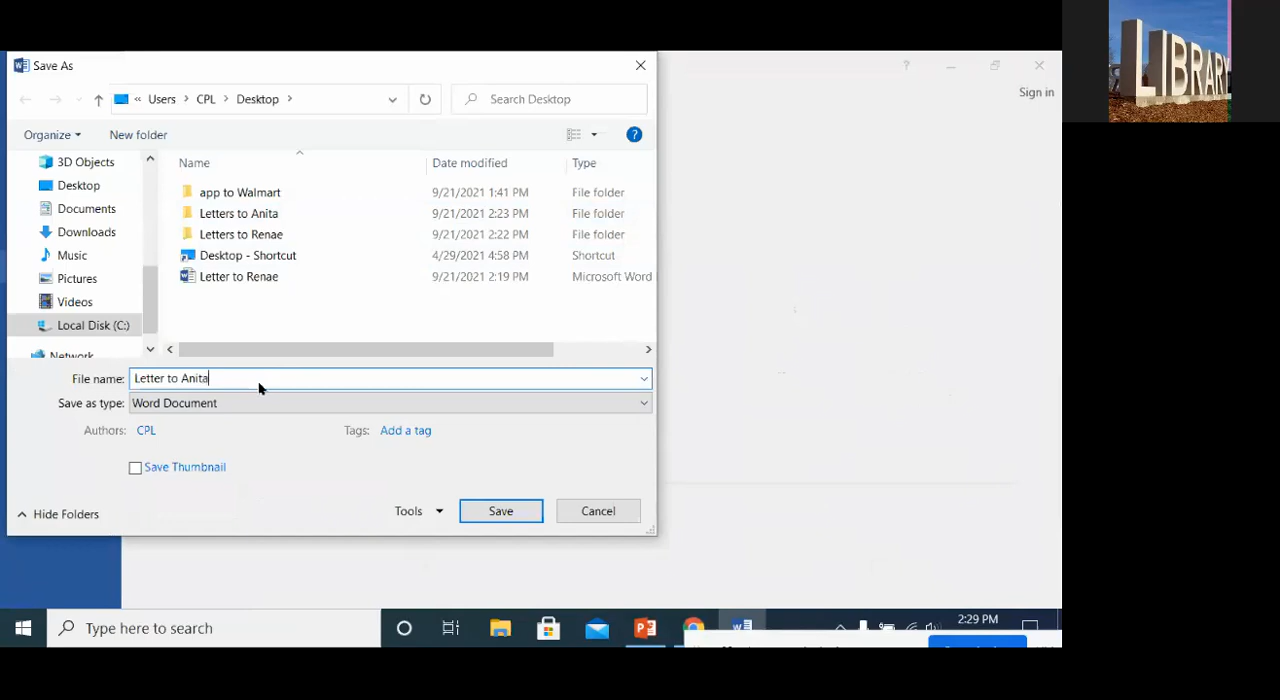 Save As
LIBRARY
Sign in
« Users > CPL > Desktop >
Search Desktop
Organize
New folder
Name
Date modified
Type
3D Objects
Desktop
Documents
Downloads
Music
Pictures
Videos
Local Disk (C:)
Network
app to Walmart 9/21/2021 1:41 PM File folder
Letters to Anita 9/21/2021 2:23 PM File folder
Letters to Renae 9/21/2021 2:22 PM File folder
Desktop - Shortcut 4/29/2021 4:58 PM Shortcut
Letter to Renae 9/21/2021 2:19 PM Microsoft Word
File name: Letter to Anita
Save as type: Word Document
Authors: CPL
Tags: Add a tag
Save Thumbnail
Hide Folders
Tools
Save
Cancel
Type here to search
2:29 PM